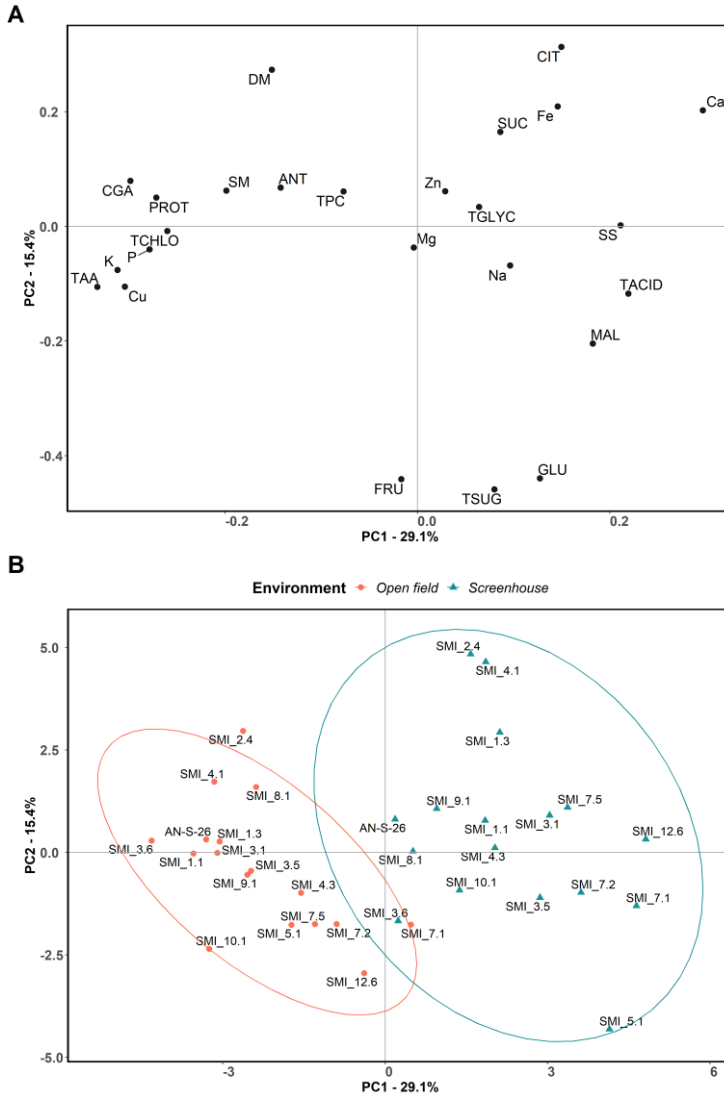 A
CIT
DM
Ca
Fe
0.2
SUC
CGA
Zn
SM
ANT
PROT
TPC
TGLYC
0.0
TCHLO
SS
P
Mg
K
TAA
Na
TACID
Cu
MAL
-0.2
PC2 - 15.4%
-0.4
FRU
GLU
TSUG
-0.2
0.0
0.2
PC1 - 29.1%
B
Environment Open field Screenhouse
5.0
SMI_2.4
SMI_4.1
SMI_2.4
SMI_1.3
2.5
SMI_4.1
SMI_8.1
SMI_9.1
SMI_7.5
AN-S-26
SMI_1.3
AN-S-26
SMI_1.1
SMI_3.1
SMI_12.6
SMI_3.6
SMI_3.1
0.0
SMI_1.1
SMI_3.5
SMI_8.1
SMI_4.3
SMI_9.1
SMI_4.3
SMI_10.1
SMI_7.2
SMI_7.1
SMI_3.5
SMI_7.5
SMI_3.6
SMI_5.1
SMI_7.2
SMI_7.1
SMI_10.1
-2.5
SMI_12.6
SMI_5.1
-5.0
PC2 - 15.4%
-3
0
3
6
PC1 - 29.1%